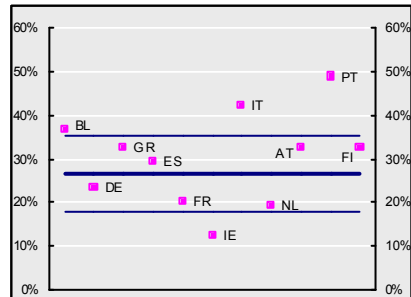 60% 60%
50% 50%
PT
IT
40% 40%
BL
GR AT FI
30% 30%
ES
DE
20% 20%
FR NL
IE
10% 10%
0% 0%